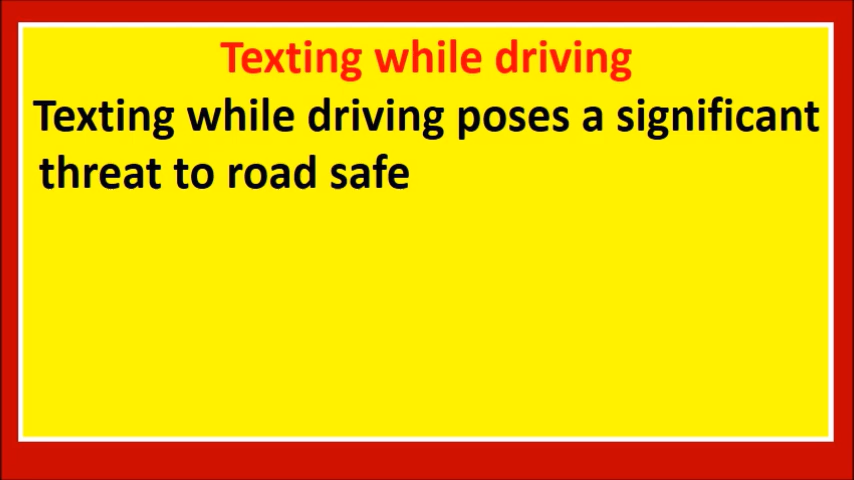 Texting while driving
Texting while driving poses a significant
threat to road safe